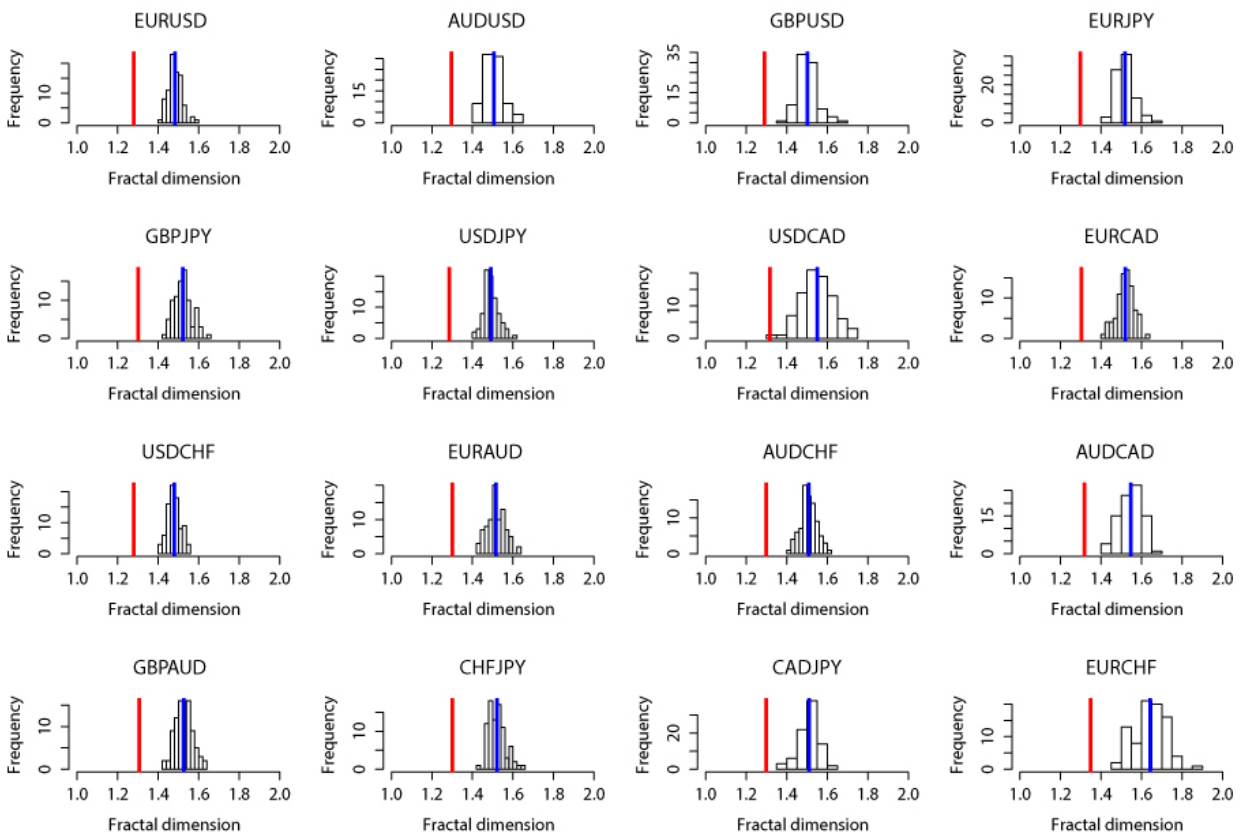 EURUSD
Frequency
0 10
1.0 1.2 1.4 1.6 1.8 2.0
Fractal dimension
AUDUSD
Frequency
0 15
1.0 1.2 1.4 1.6 1.8 2.0
Fractal dimension
GBPUSD
Frequency
0 15 35
1.0 1.2 1.4 1.6 1.8 2.0
Fractal dimension
EURJPY
Frequency
0 20
1.0 1.2 1.4 1.6 1.8 2.0
Fractal dimension
GBPJPY
Frequency
0 10
1.0 1.2 1.4 1.6 1.8 2.0
Fractal dimension
USDJPY
Frequency
0 10
1.0 1.2 1.4 1.6 1.8 2.0
Fractal dimension
USDCAD
Frequency
0 10
1.0 1.2 1.4 1.6 1.8 2.0
Fractal dimension
EURCAD
Frequency
0 10
1.0 1.2 1.4 1.6 1.8 2.0
Fractal dimension
USDCHF
Frequency
0 10
1.0 1.2 1.4 1.6 1.8 2.0
Fractal dimension
EURAUD
Frequency
0 10
1.0 1.2 1.4 1.6 1.8 2.0
Fractal dimension
AUDCHF
Frequency
0 10
1.0 1.2 1.4 1.6 1.8 2.0
Fractal dimension
AUDCAD
Frequency
0 15
1.0 1.2 1.4 1.6 1.8 2.0
Fractal dimension
GBPAUD
Frequency
0 10
1.0 1.2 1.4 1.6 1.8 2.0
Fractal dimension
CHFJPY
Frequency
0 10
1.0 1.2 1.4 1.6 1.8 2.0
Fractal dimension
CADJPY
Frequency
0 20
1.0 1.2 1.4 1.6 1.8 2.0
Fractal dimension
EURCHF
Frequency
0 10 20
1.0 1.2 1.4 1.6 1.8 2.0
Fractal dimension